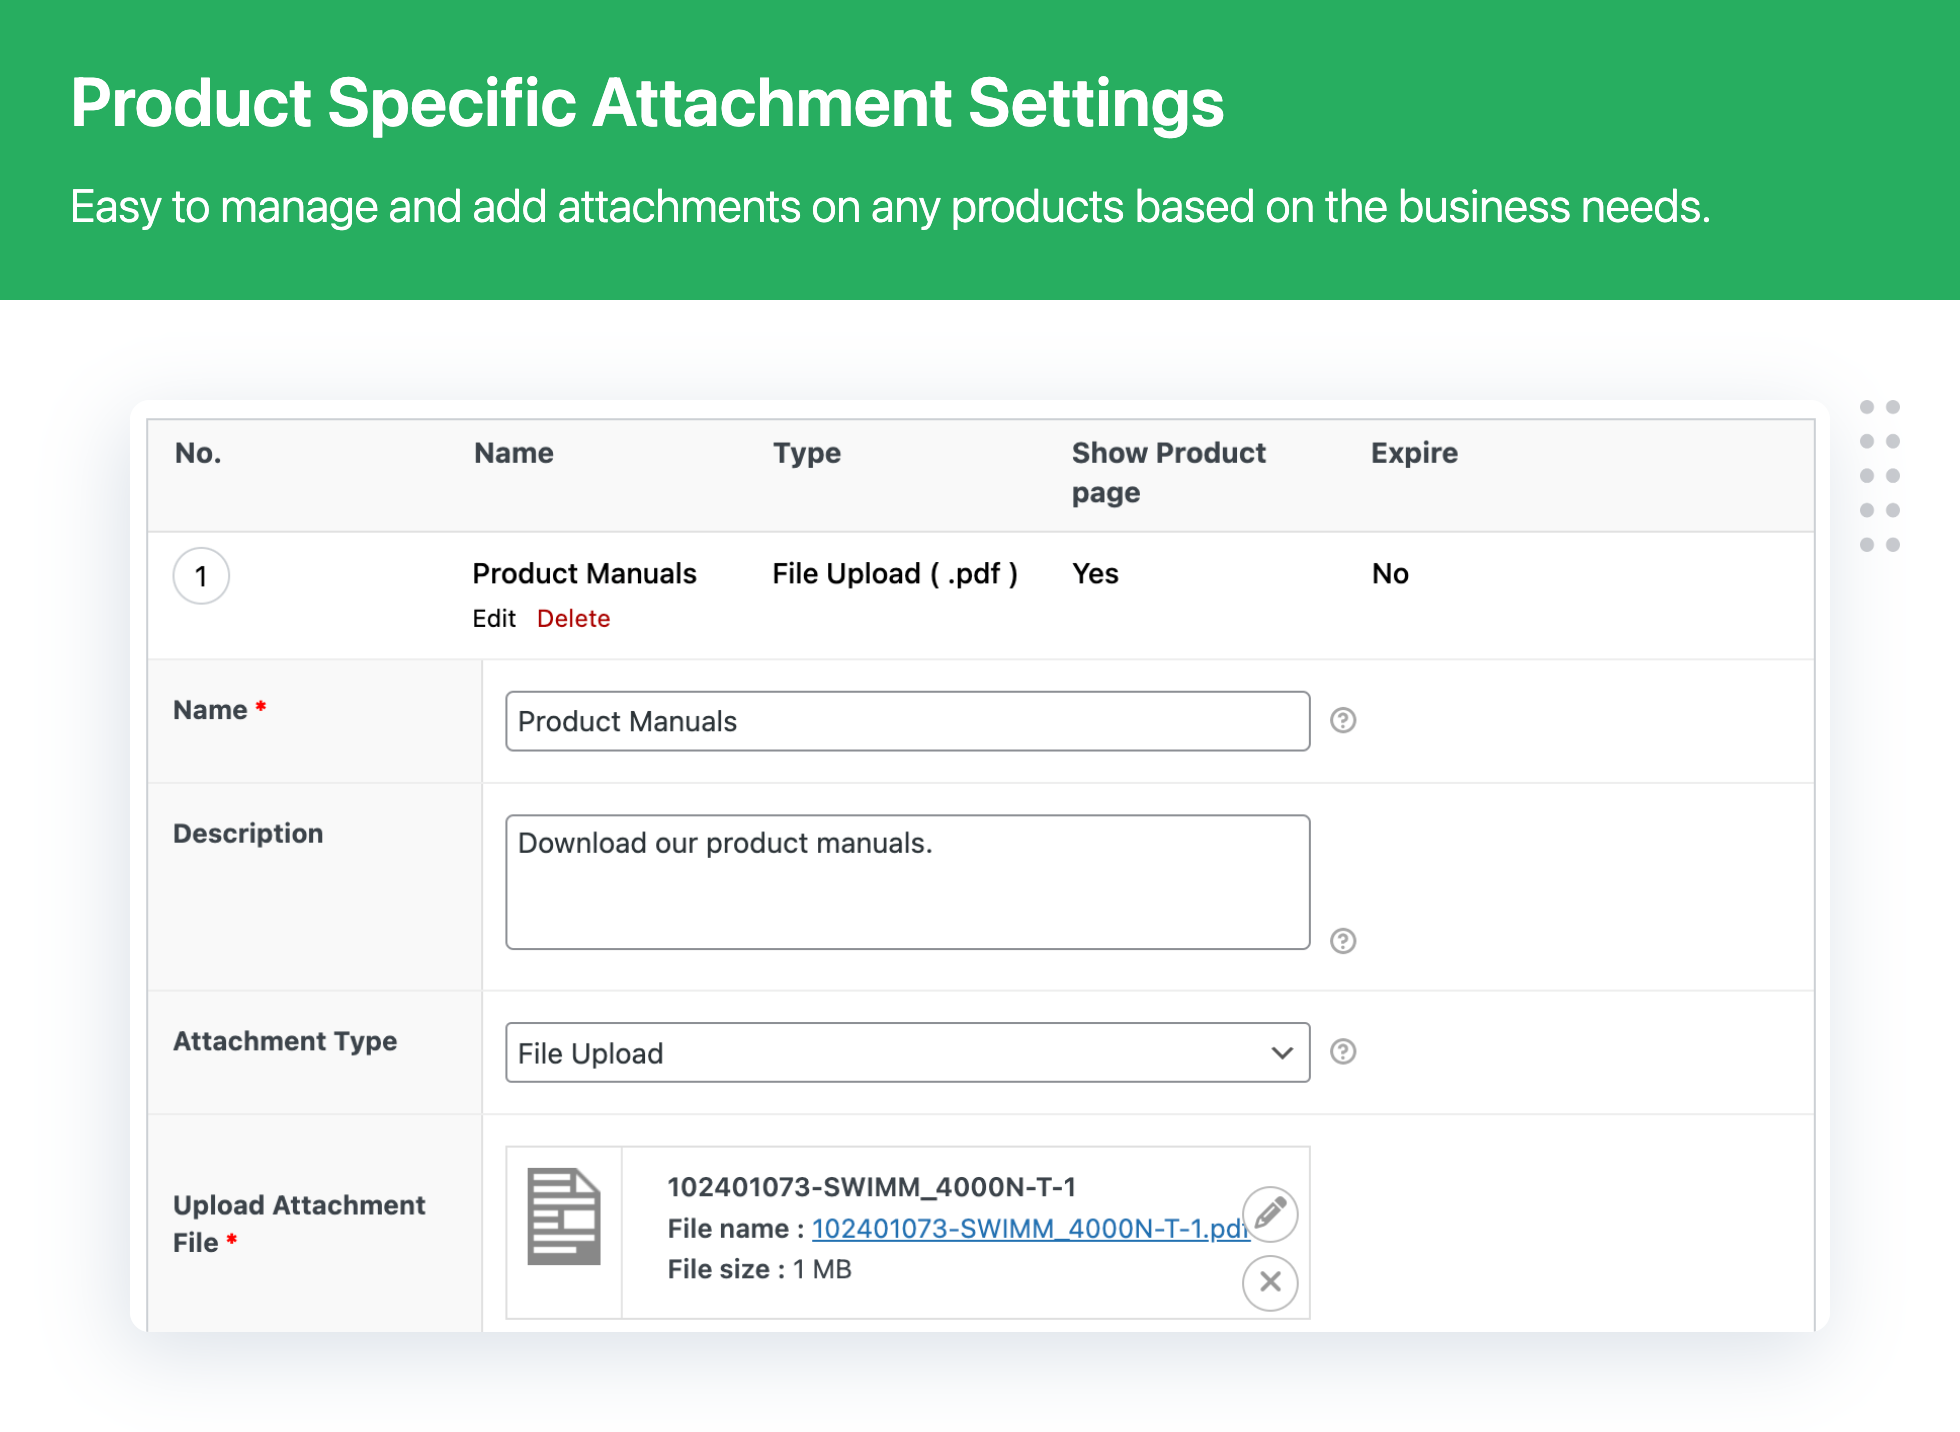 Product Specific Attachment Settings
Easy to manage and add attachments on any products based on the business needs.
No. Name Type Show Product page Expire
1 Product Manuals File Upload ( .pdf ) Yes No
Edit Delete
Name * Product Manuals
Description Download our product manuals.
Attachment Type File Upload
Upload Attachment File *
102401073-SWIMM_4000N-T-1
File name : 102401073-SWIMM_4000N-T-1.pdf
File size : 1 MB